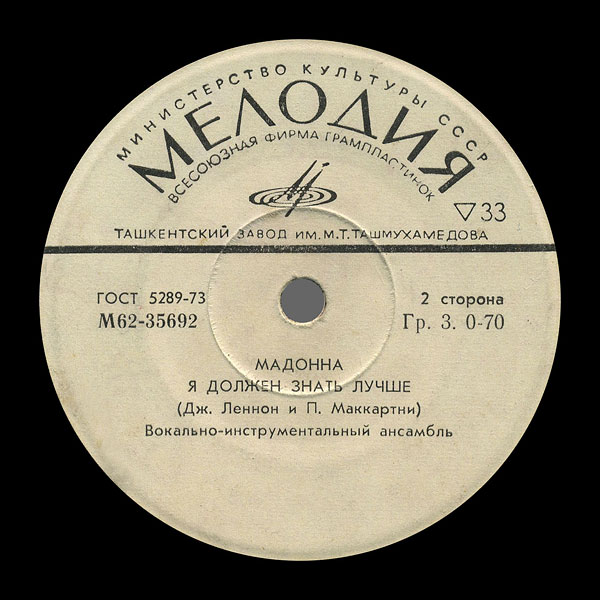 МИНИСТЕРСТВО КУЛЬТУРЫ СССР
МЕЛОДИЯ
ВСЕСОЮЗНАЯ ФИРМА ГРАМПЛАСТИНОК
▽33
ТАШКЕНТСКИЙ ЗАВОД ИМ. М.Т. ТАШМУХАМЕДОВА
ГОСТ 5289-73
2 сторона
М62-35692
Гр. 3. 0-70
МАДОННА
Я ДОЛЖЕН ЗНАТЬ ЛУЧШЕ
(Дж. Леннон и П. Маккартни)
Вокально-инструментальный ансамбль